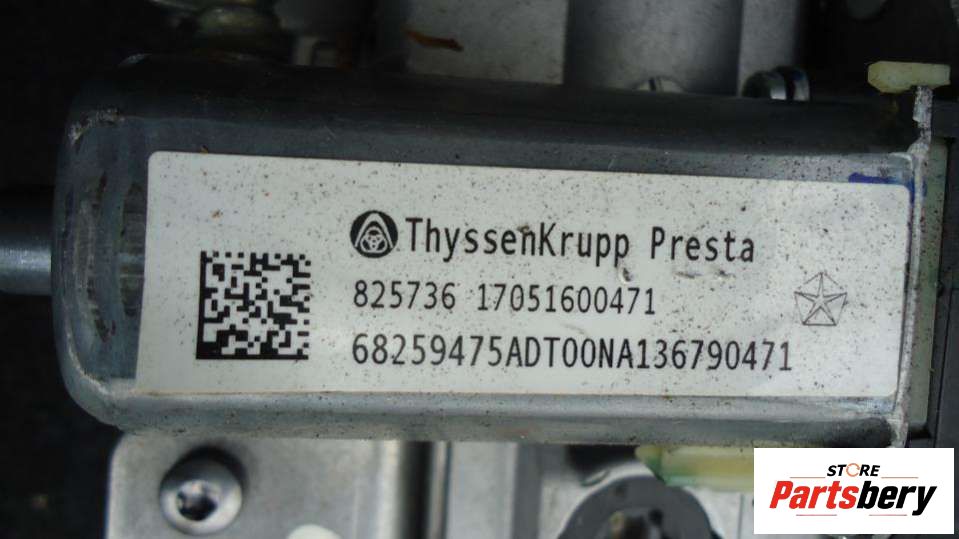 ThyssenKrupp Presta
825736 17051600471
68259475ADT00NA136790471
STORE
Partsbery